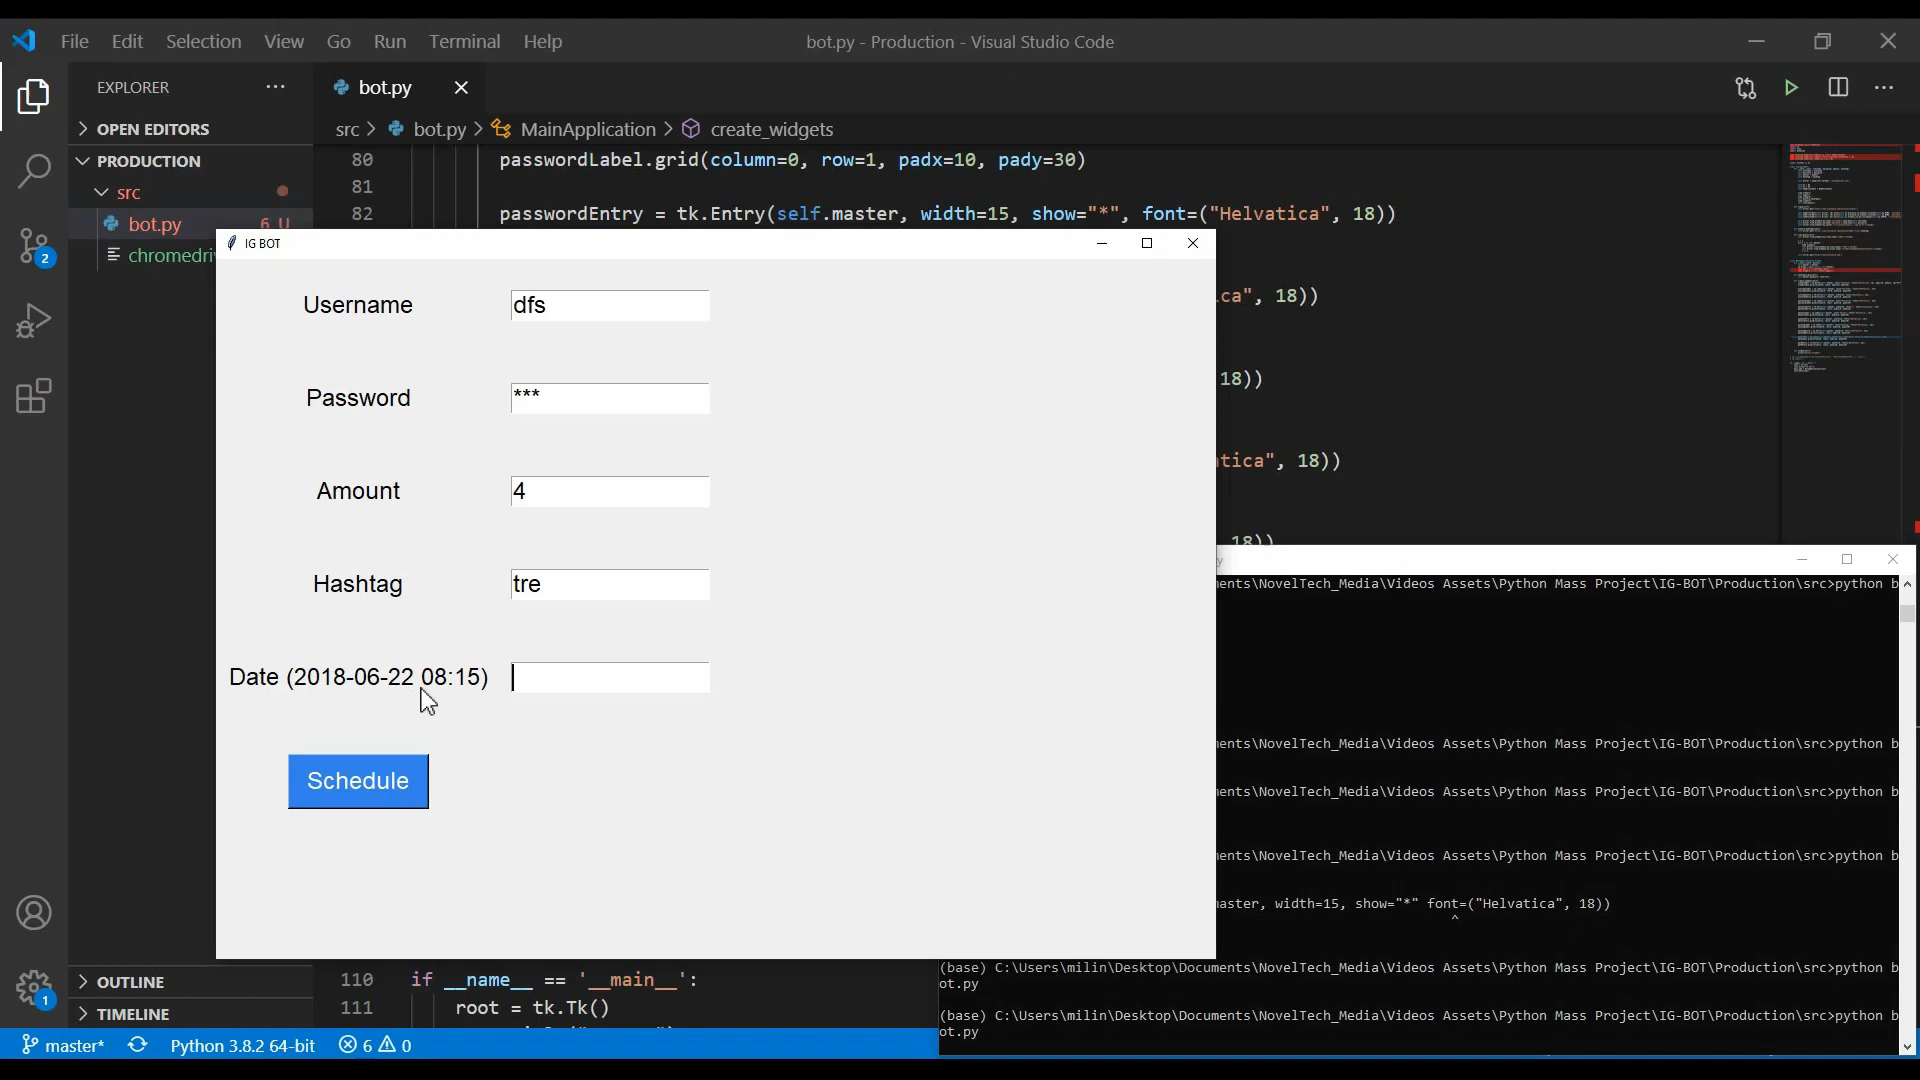 File Edit Selection View Go Run Terminal Help
bot.py - Production - Visual Studio Code
EXPLORER
bot.py
OPEN EDITORS
src > bot.py > MainApplication > create_widgets
PRODUCTION
src
bot.py 6, U
80 passwordLabel.grid(column=0, row=1, padx=10, pady=30)
81
82 passwordEntry = tk.Entry(self.master, width=15, show="*", font=("Helvatica", 18))
IG BOT
chromedri
Username dfs
ca", 18))
Password ***
18))
Amount 4
tica", 18))
Hashtag tre
18))
Date (2018-06-22 08:15)
Schedule
ents\NovelTech_Media\Videos Assets\Python Mass Project\IG-BOT\Production\src>python b
ents\NovelTech_Media\Videos Assets\Python Mass Project\IG-BOT\Production\src>python b
ents\NovelTech_Media\Videos Assets\Python Mass Project\IG-BOT\Production\src>python b
ents\NovelTech_Media\Videos Assets\Python Mass Project\IG-BOT\Production\src>python b
aster, width=15, show="*" font=("Helvatica", 18))
^
(base) C:\Users\milin\Desktop\Documents\NovelTech_Media\Videos Assets\Python Mass Project\IG-BOT\Production\src>python b
ot.py
(base) C:\Users\milin\Desktop\Documents\NovelTech_Media\Videos Assets\Python Mass Project\IG-BOT\Production\src>python b
ot.py
OUTLINE
110 if __name__ == '__main__':
TIMELINE
111 root = tk.Tk()
2
1
master* Python 3.8.2 64-bit 6 0